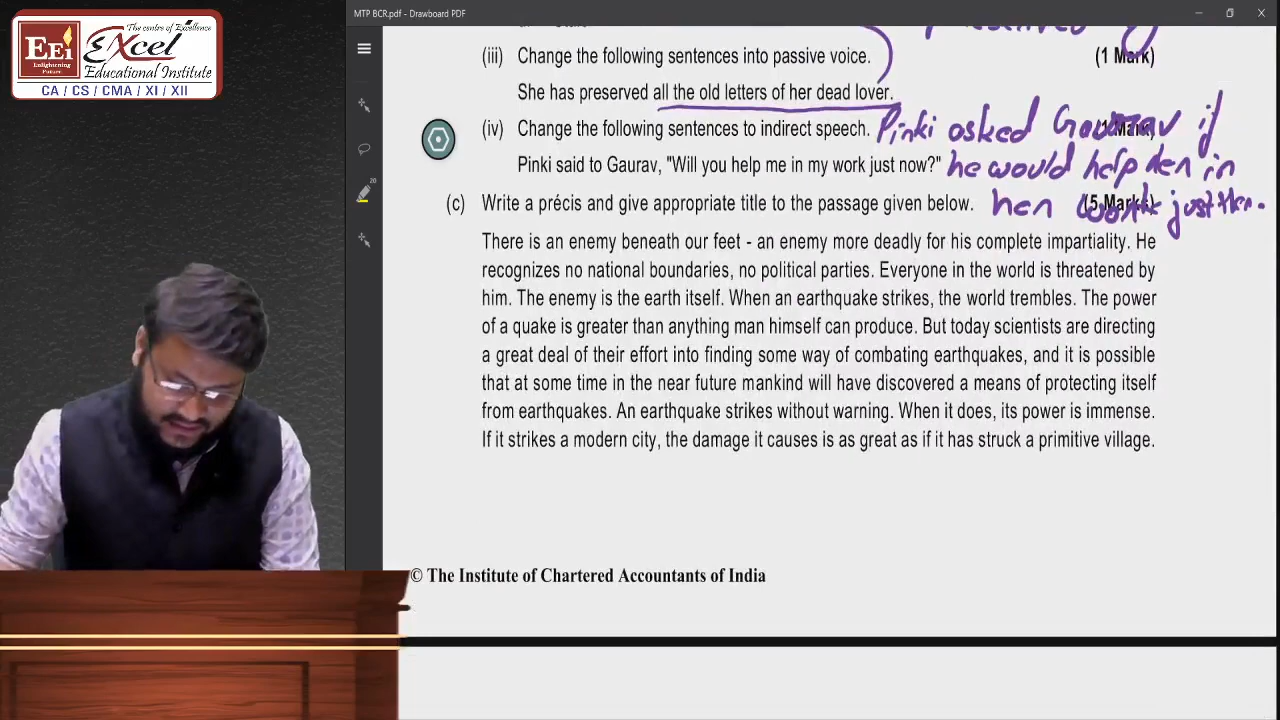 The centre of Excellence
EEi
Enlightening Future
eXcel
Educational Institute
CA / CS / CMA / XI / XII
MTP BCR.pdf - Drawboard PDF
(iii) Change the following sentences into passive voice. (1 Mark)
She has preserved all the old letters of her dead lover.
(iv) Change the following sentences to indirect speech. Pinki asked Gaurav if
Pinki said to Gaurav, "Will you help me in my work just now?" he would help her in
(c) Write a précis and give appropriate title to the passage given below. (5 Marks) her work just then.
There is an enemy beneath our feet - an enemy more deadly for his complete impartiality. He
recognizes no national boundaries, no political parties. Everyone in the world is threatened by
him. The enemy is the earth itself. When an earthquake strikes, the world trembles. The power
of a quake is greater than anything man himself can produce. But today scientists are directing
a great deal of their effort into finding some way of combating earthquakes, and it is possible
that at some time in the near future mankind will have discovered a means of protecting itself
from earthquakes. An earthquake strikes without warning. When it does, its power is immense.
If it strikes a modern city, the damage it causes is as great as if it has struck a primitive village.
© The Institute of Chartered Accountants of India
20